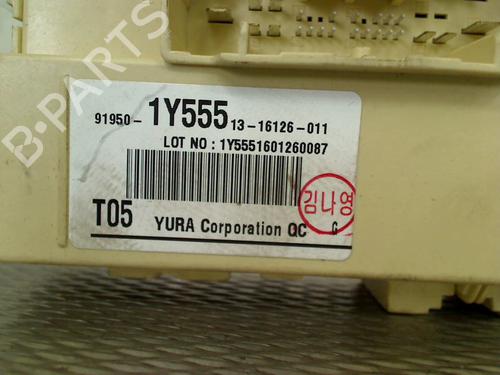 B-PARTS
91950- 1Y555 13-16126-011
LOT NO : 1Y5551601260087
김나영
T05 YURA Corporation QC G